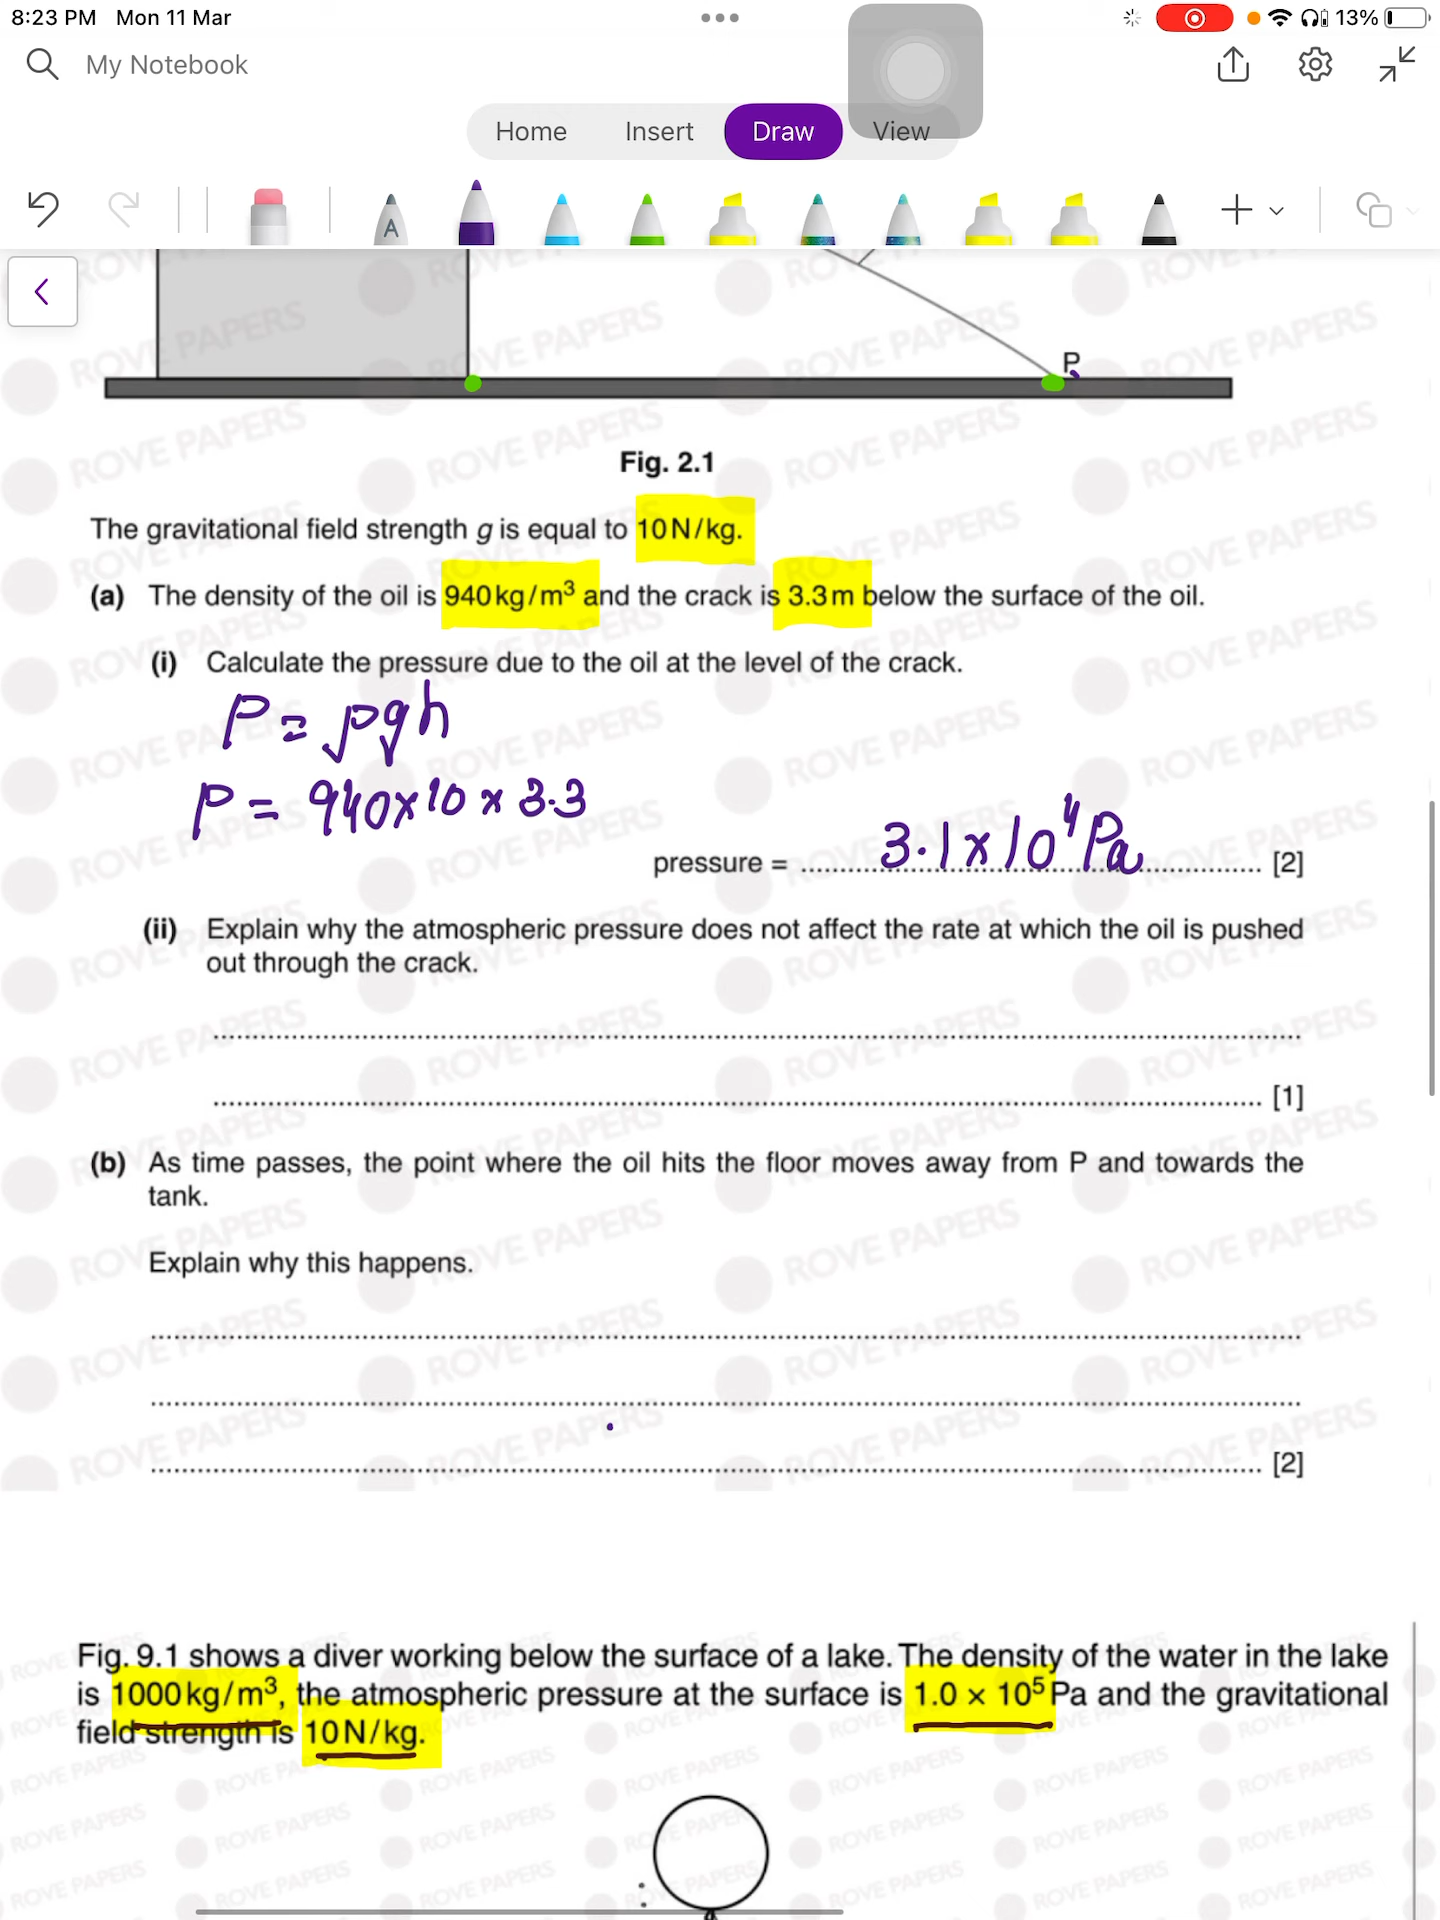 8:23 PM Mon 11 Mar
13%
My Notebook
Home Insert Draw View
A
P
Fig. 2.1
The gravitational field strength g is equal to 10 N/kg.
(a) The density of the oil is 940 kg/m³ and the crack is 3.3 m below the surface of the oil.
(i) Calculate the pressure due to the oil at the level of the crack.
P = ρgh
P = 940 × 10 × 3.3
3.1 × 10⁴ Pa
pressure = .................... [2]
(ii) Explain why the atmospheric pressure does not affect the rate at which the oil is pushed
out through the crack.
[1]
(b) As time passes, the point where the oil hits the floor moves away from P and towards the
tank.
Explain why this happens.
[2]
Fig. 9.1 shows a diver working below the surface of a lake. The density of the water in the lake
is 1000 kg/m³, the atmospheric pressure at the surface is 1.0 × 10⁵ Pa and the gravitational
field strength is 10 N/kg.
ROVE PAPERS